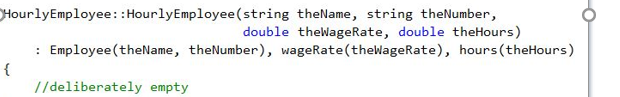 HourlyEmployee::HourlyEmployee(string theName, string theNumber,
double theWageRate, double theHours)
: Employee(theName, theNumber), wageRate(theWageRate), hours(theHours)
{
//deliberately empty